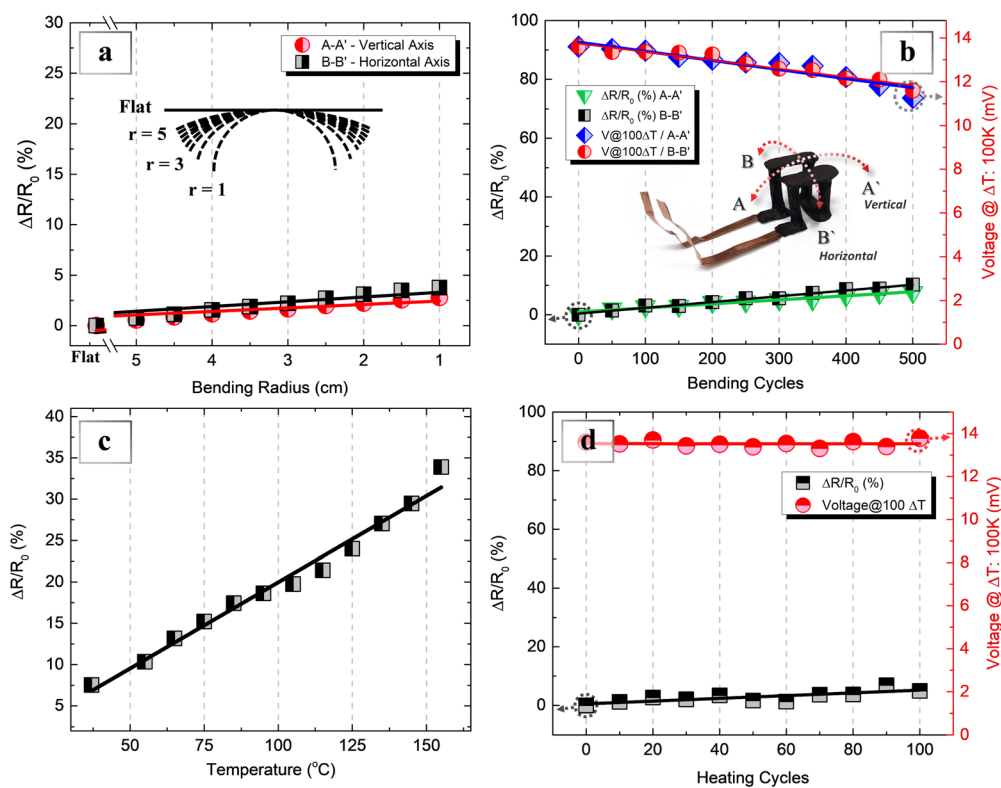 a
30
25
20
15
10
5
0
ΔR/R₀ (%)
A-A' - Vertical Axis
B-B' - Horizontal Axis
Flat
r = 5
r = 3
r = 1
Flat
5
4
3
2
1
Bending Radius (cm)
b
100
80
60
40
20
0
ΔR/R₀ (%)
ΔR/R₀ (%) A-A'
ΔR/R₀ (%) B-B'
V@100ΔT / A-A'
V@100ΔT / B-B'
B
A
A`
Vertical
B`
Horizontal
14
12
10
8
6
4
2
0
Voltage @ ΔT: 100K (mV)
0
100
200
300
400
500
Bending Cycles
c
40
35
30
25
20
15
10
5
ΔR/R₀ (%)
50
75
100
125
150
Temperature (°C)
d
100
80
60
40
20
0
ΔR/R₀ (%)
ΔR/R₀ (%)
Voltage@100 ΔT
14
12
10
8
6
4
2
0
Voltage @ ΔT: 100K (mV)
0
20
40
60
80
100
Heating Cycles